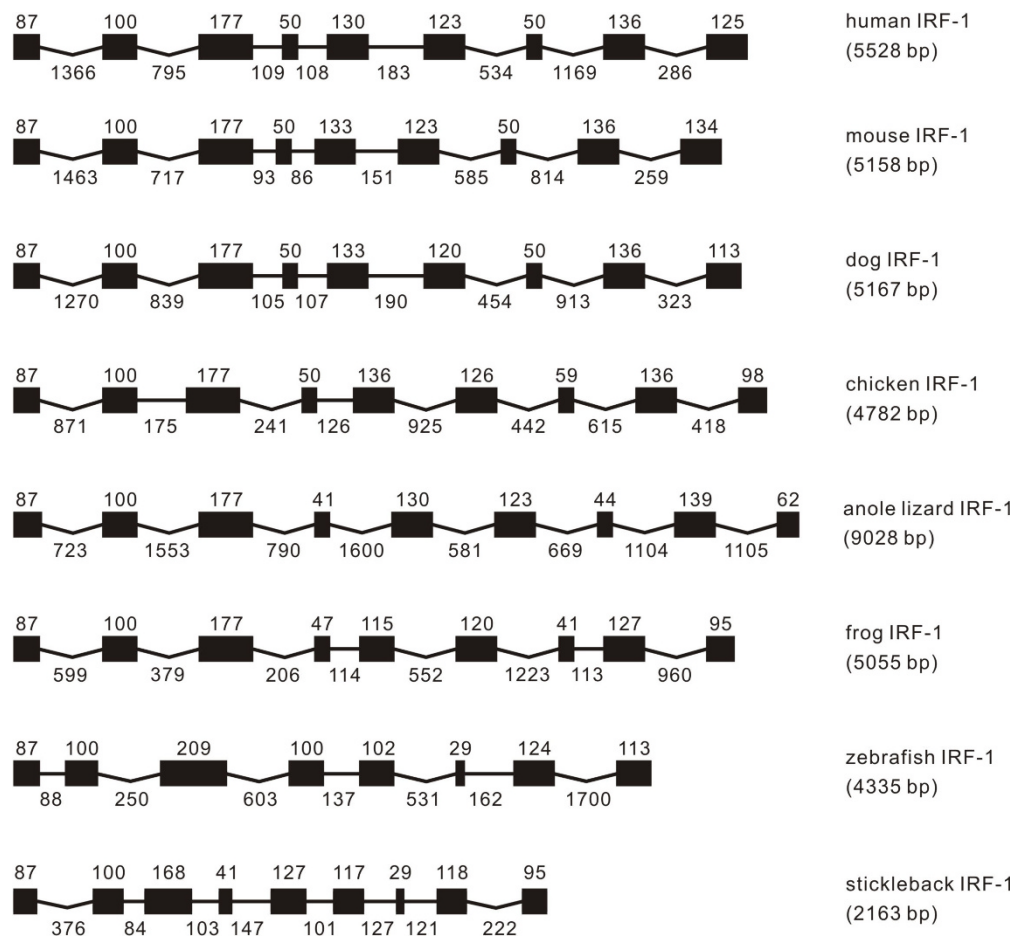 87 100 177 50 130 123 50 136 125
human IRF-1
1366 795 109 108 183 534 1169 286
(5528 bp)
87 100 177 50 133 123 50 136 134
mouse IRF-1
1463 717 93 86 151 585 814 259
(5158 bp)
87 100 177 50 133 120 50 136 113
dog IRF-1
1270 839 105 107 190 454 913 323
(5167 bp)
87 100 177 50 136 126 59 136 98
chicken IRF-1
871 175 241 126 925 442 615 418
(4782 bp)
87 100 177 41 130 123 44 139 62
anole lizard IRF-1
723 1553 790 1600 581 669 1104 1105
(9028 bp)
87 100 177 47 115 120 41 127 95
frog IRF-1
599 379 206 114 552 1223 113 960
(5055 bp)
87 100 209 100 102 29 124 113
zebrafish IRF-1
88 250 603 137 531 162 1700
(4335 bp)
87 100 168 41 127 117 29 118 95
stickleback IRF-1
376 84 103 147 101 127 121 222
(2163 bp)